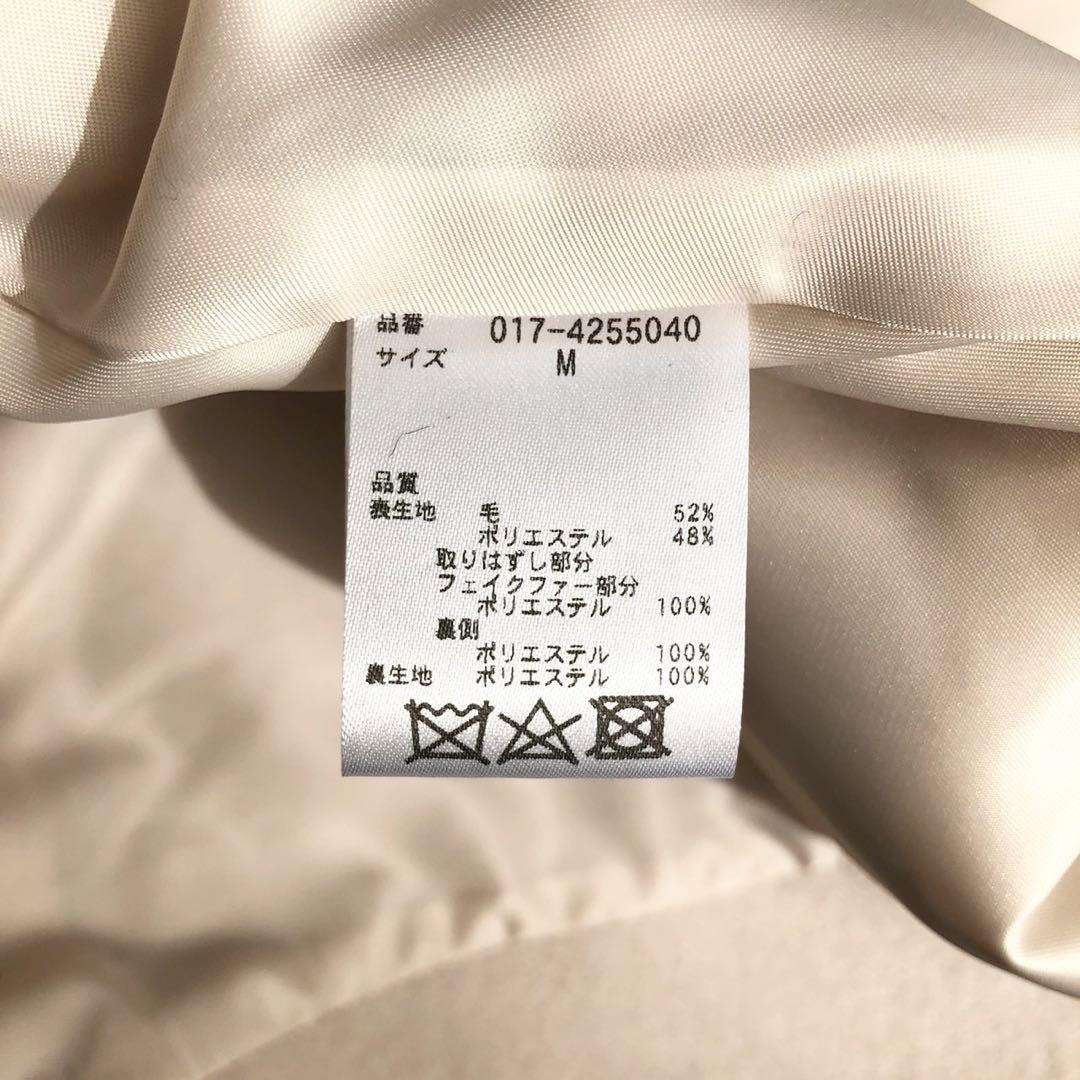 品番 017-4255040
サイズ M
品質
表生地 毛 52%
ポリエステル 48%
取りはずし部分
フェイクファー部分
ポリエステル 100%
裏側
ポリエステル 100%
裏生地 ポリエステル 100%